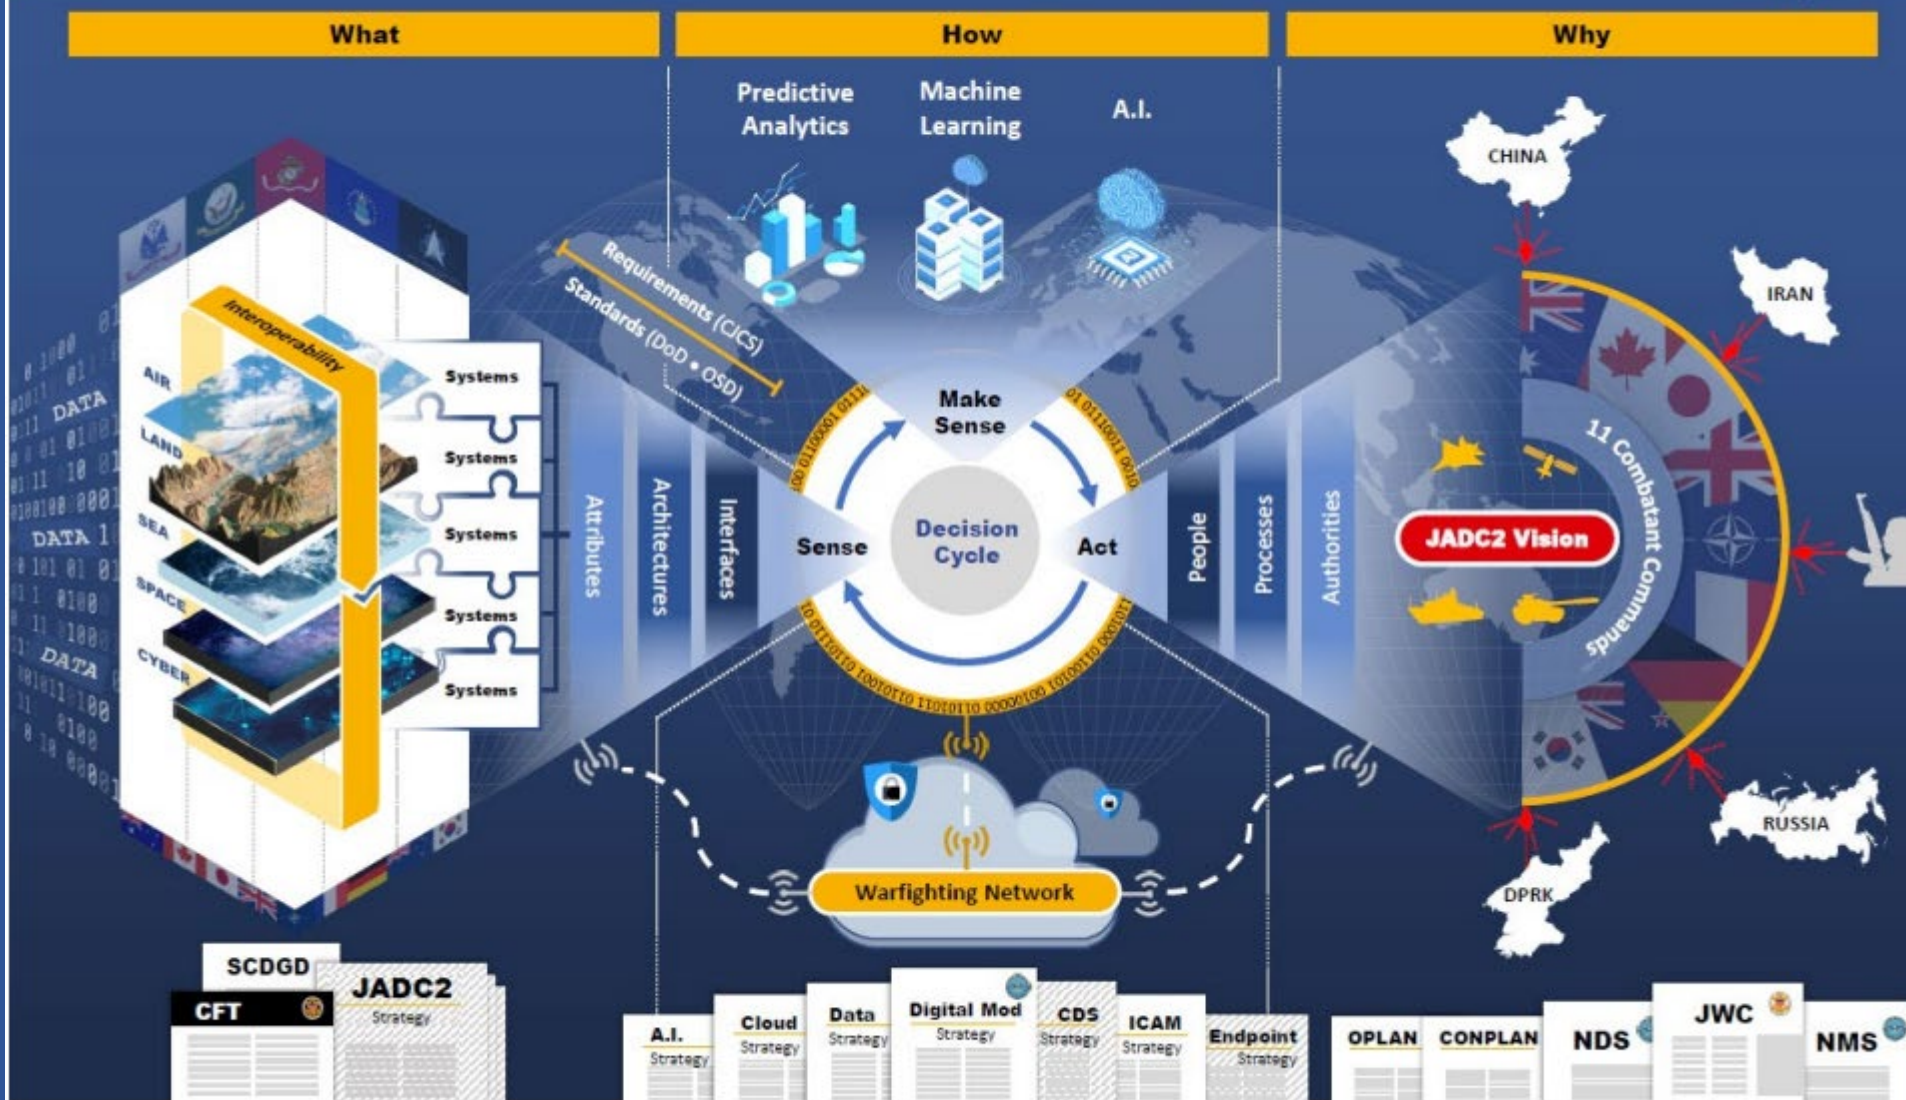 What
How
Why
Predictive
Analytics
Machine
Learning
A.I.
Requirements (CJCS)
Standards (DoD • OSD)
Interoperability
AIR
LAND
SEA
SPACE
CYBER
DATA
DATA 1
DATA
Systems
Systems
Systems
Systems
Systems
Attributes
Architectures
Interfaces
Sense
Make
Sense
Act
Decision
Cycle
People
Processes
Authorities
JADC2 Vision
11 Combatant Commands
CHINA
IRAN
RUSSIA
DPRK
Warfighting Network
SCDGD
CFT
JADC2
Strategy
A.I.
Strategy
Cloud
Strategy
Data
Strategy
Digital Mod
Strategy
CDS
Strategy
ICAM
Strategy
Endpoint
Strategy
OPLAN
CONPLAN
NDS
JWC
NMS